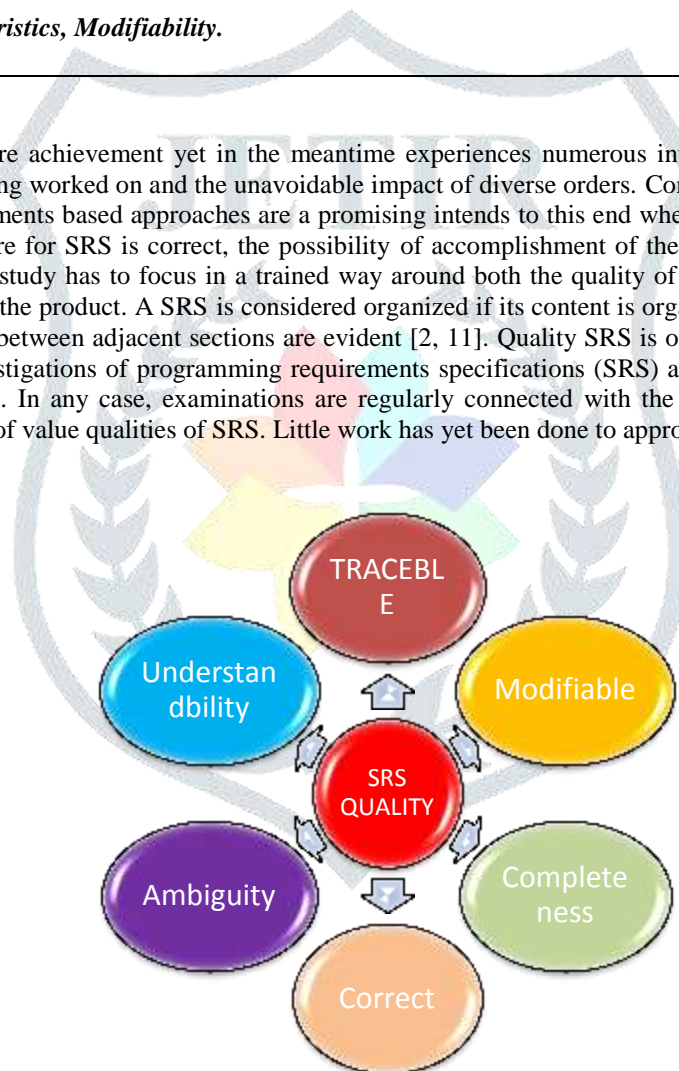 ristics, Modifiability.
JETIR
re achievement yet in the meantime experiences numerous in
ng worked on and the unavoidable impact of diverse orders. Con
ments based approaches are a promising intends to this end whe
re for SRS is correct, the possibility of accomplishment of the
study has to focus in a trained way around both the quality of
the product. A SRS is considered organized if its content is orga
between adjacent sections are evident [2, 11]. Quality SRS is o
stigations of programming requirements specifications (SRS) a
. In any case, examinations are regularly connected with the
of value qualities of SRS. Little work has yet been done to appro
TRACEBL
E
Understan
dbility
Modifiable
SRS
QUALITY
Ambiguity
Complete
ness
Correct